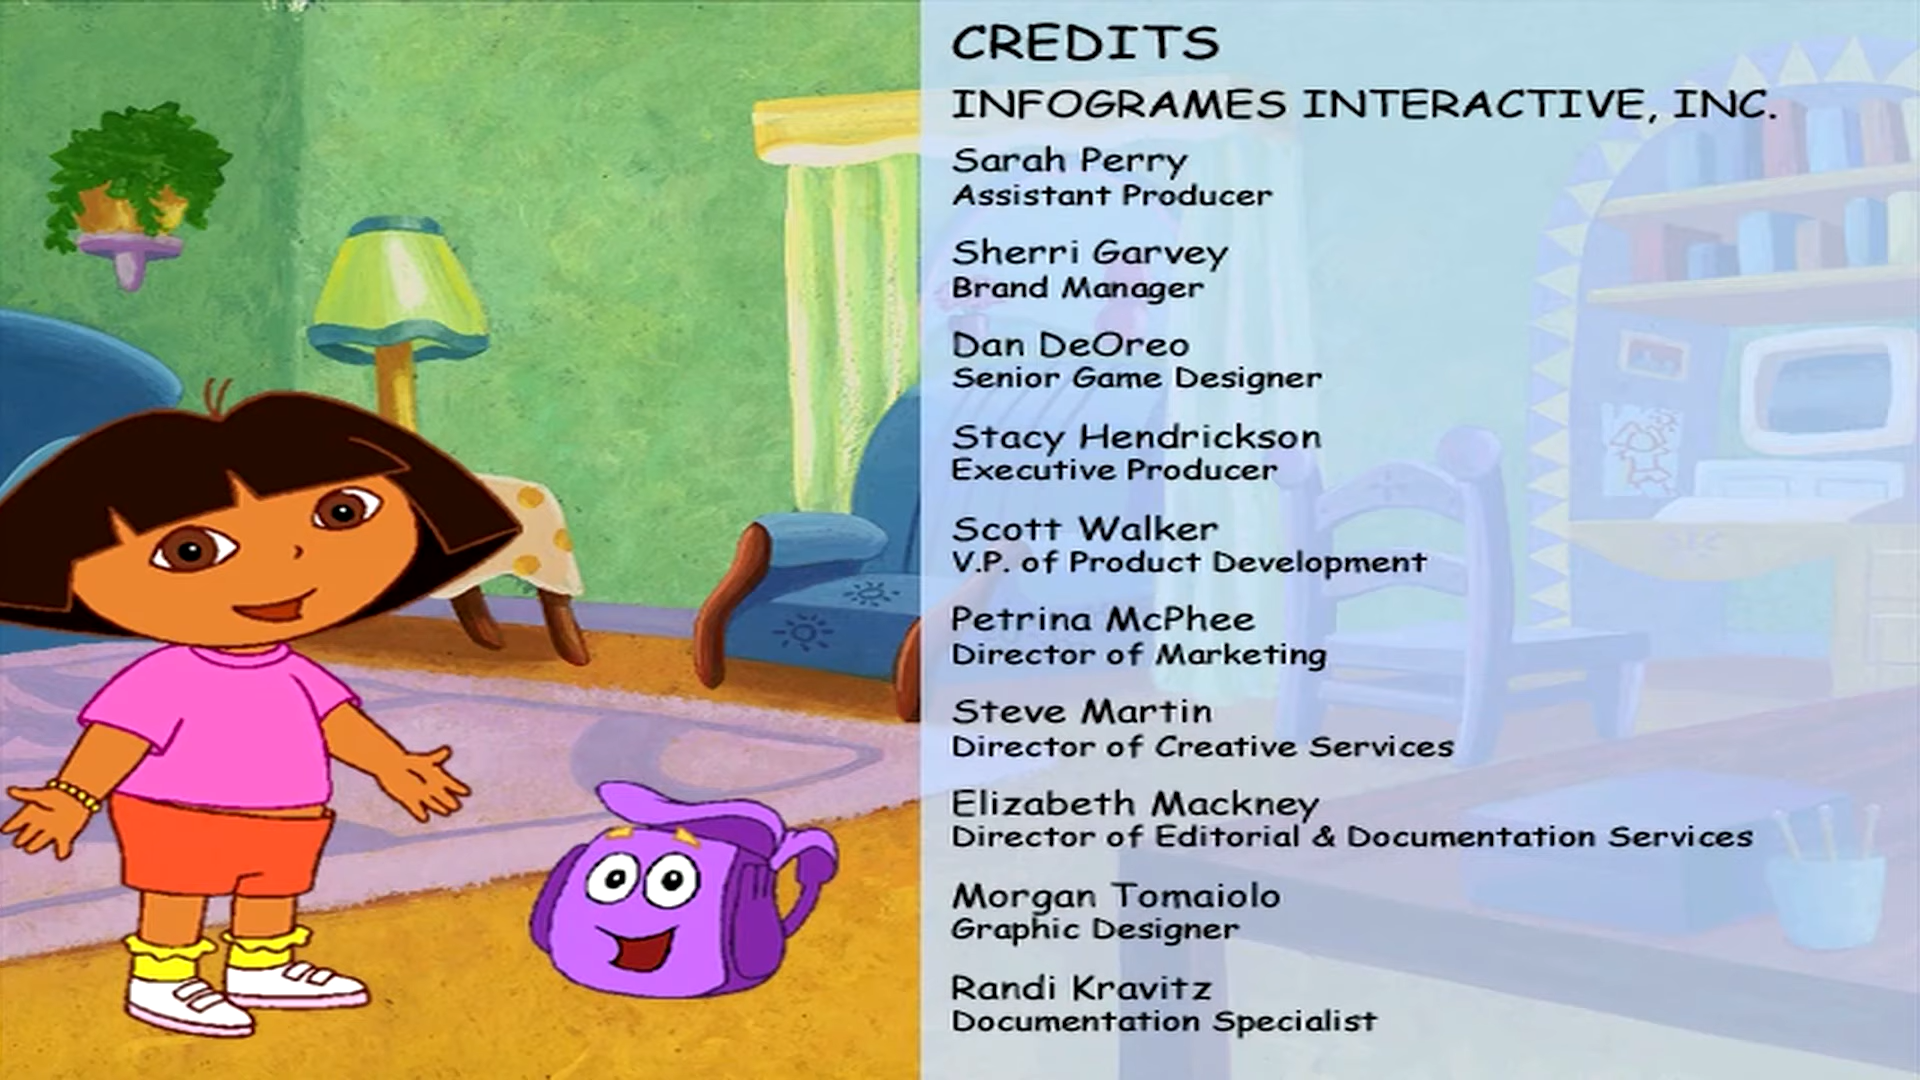 CREDITS
INFOGRAMES INTERACTIVE, INC.
Sarah Perry
Assistant Producer
Sherri Garvey
Brand Manager
Dan DeOreo
Senior Game Designer
Stacy Hendrickson
Executive Producer
Scott Walker
V.P. of Product Development
Petrina McPhee
Director of Marketing
Steve Martin
Director of Creative Services
Elizabeth Mackney
Director of Editorial & Documentation Services
Morgan Tomaiolo
Graphic Designer
Randi Kravitz
Documentation Specialist